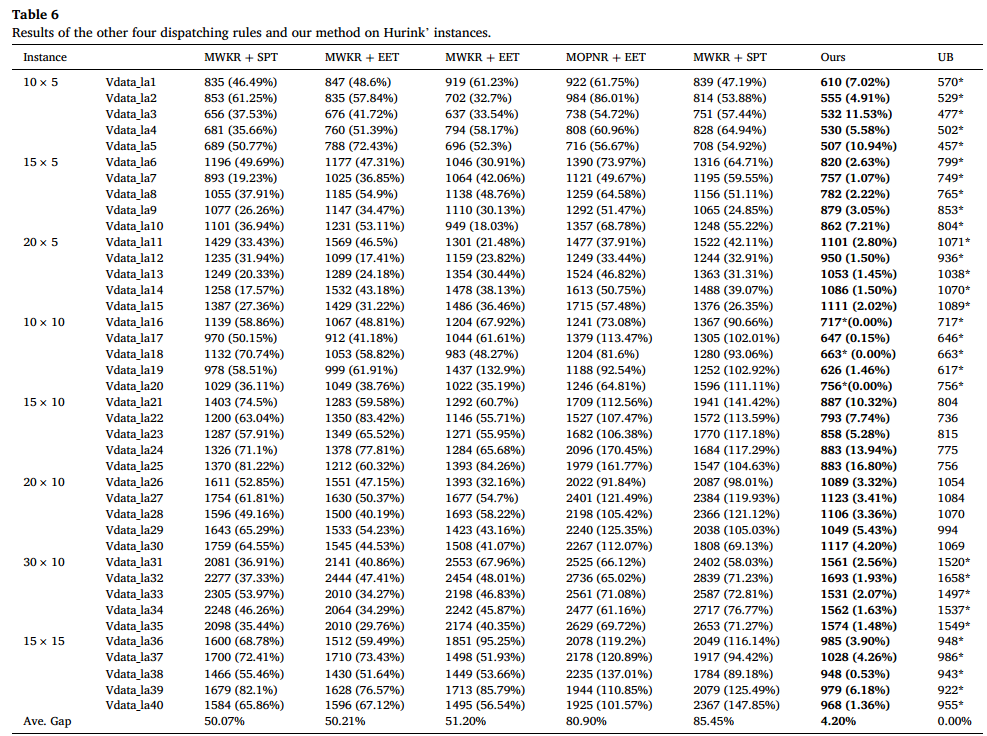 Table 6
Results of the other four dispatching rules and our method on Hurink’ instances.
Instance MWKR + SPT MWKR + EET MWKR + EET MOPNR + EET MWKR + SPT Ours UB
10 × 5 Vdata_la1 835 (46.49%) 847 (48.6%) 919 (61.23%) 922 (61.75%) 839 (47.19%) 610 (7.02%) 570*
Vdata_la2 853 (61.25%) 835 (57.84%) 702 (32.7%) 984 (86.01%) 814 (53.88%) 555 (4.91%) 529*
Vdata_la3 656 (37.53%) 676 (41.72%) 637 (33.54%) 738 (54.72%) 751 (57.44%) 532 11.53%) 477*
Vdata_la4 681 (35.66%) 760 (51.39%) 794 (58.17%) 808 (60.96%) 828 (64.94%) 530 (5.58%) 502*
Vdata_la5 689 (50.77%) 788 (72.43%) 696 (52.3%) 716 (56.67%) 708 (54.92%) 507 (10.94%) 457*
15 × 5 Vdata_la6 1196 (49.69%) 1177 (47.31%) 1046 (30.91%) 1390 (73.97%) 1316 (64.71%) 820 (2.63%) 799*
Vdata_la7 893 (19.23%) 1025 (36.85%) 1064 (42.06%) 1121 (49.67%) 1195 (59.55%) 757 (1.07%) 749*
Vdata_la8 1055 (37.91%) 1185 (54.9%) 1138 (48.76%) 1259 (64.58%) 1156 (51.11%) 782 (2.22%) 765*
Vdata_la9 1077 (26.26%) 1147 (34.47%) 1110 (30.13%) 1292 (51.47%) 1065 (24.85%) 879 (3.05%) 853*
Vdata_la10 1101 (36.94%) 1231 (53.11%) 949 (18.03%) 1357 (68.78%) 1248 (55.22%) 862 (7.21%) 804*
20 × 5 Vdata_la11 1429 (33.43%) 1569 (46.5%) 1301 (21.48%) 1477 (37.91%) 1522 (42.11%) 1101 (2.80%) 1071*
Vdata_la12 1235 (31.94%) 1099 (17.41%) 1159 (23.82%) 1249 (33.44%) 1244 (32.91%) 950 (1.50%) 936*
Vdata_la13 1249 (20.33%) 1289 (24.18%) 1354 (30.44%) 1524 (46.82%) 1363 (31.31%) 1053 (1.45%) 1038*
Vdata_la14 1258 (17.57%) 1532 (43.18%) 1478 (38.13%) 1613 (50.75%) 1488 (39.07%) 1086 (1.50%) 1070*
Vdata_la15 1387 (27.36%) 1429 (31.22%) 1486 (36.46%) 1715 (57.48%) 1376 (26.35%) 1111 (2.02%) 1089*
10 × 10 Vdata_la16 1139 (58.86%) 1067 (48.81%) 1204 (67.92%) 1241 (73.08%) 1367 (90.66%) 717*(0.00%) 717*
Vdata_la17 970 (50.15%) 912 (41.18%) 1044 (61.61%) 1379 (113.47%) 1305 (102.01%) 647 (0.15%) 646*
Vdata_la18 1132 (70.74%) 1053 (58.82%) 983 (48.27%) 1204 (81.6%) 1280 (93.06%) 663* (0.00%) 663*
Vdata_la19 978 (58.51%) 999 (61.91%) 1437 (132.9%) 1188 (92.54%) 1252 (102.92%) 626 (1.46%) 617*
Vdata_la20 1029 (36.11%) 1049 (38.76%) 1022 (35.19%) 1246 (64.81%) 1596 (111.11%) 756*(0.00%) 756*
15 × 10 Vdata_la21 1403 (74.5%) 1283 (59.58%) 1292 (60.7%) 1709 (112.56%) 1941 (141.42%) 887 (10.32%) 804
Vdata_la22 1200 (63.04%) 1350 (83.42%) 1146 (55.71%) 1527 (107.47%) 1572 (113.59%) 793 (7.74%) 736
Vdata_la23 1287 (57.91%) 1349 (65.52%) 1271 (55.95%) 1682 (106.38%) 1770 (117.18%) 858 (5.28%) 815
Vdata_la24 1326 (71.1%) 1378 (77.81%) 1284 (65.68%) 2096 (170.45%) 1684 (117.29%) 883 (13.94%) 775
Vdata_la25 1370 (81.22%) 1212 (60.32%) 1393 (84.26%) 1979 (161.77%) 1547 (104.63%) 883 (16.80%) 756
20 × 10 Vdata_la26 1611 (52.85%) 1551 (47.15%) 1393 (32.16%) 2022 (91.84%) 2087 (98.01%) 1089 (3.32%) 1054
Vdata_la27 1754 (61.81%) 1630 (50.37%) 1677 (54.7%) 2401 (121.49%) 2384 (119.93%) 1123 (3.41%) 1084
Vdata_la28 1596 (49.16%) 1500 (40.19%) 1693 (58.22%) 2198 (105.42%) 2366 (121.12%) 1106 (3.36%) 1070
Vdata_la29 1643 (65.29%) 1533 (54.23%) 1423 (43.16%) 2240 (125.35%) 2038 (105.03%) 1049 (5.43%) 994
Vdata_la30 1759 (64.55%) 1545 (44.53%) 1508 (41.07%) 2267 (112.07%) 1808 (69.13%) 1117 (4.20%) 1069
30 × 10 Vdata_la31 2081 (36.91%) 2141 (40.86%) 2553 (67.96%) 2525 (66.12%) 2402 (58.03%) 1561 (2.56%) 1520*
Vdata_la32 2277 (37.33%) 2444 (47.41%) 2454 (48.01%) 2736 (65.02%) 2839 (71.23%) 1693 (1.93%) 1658*
Vdata_la33 2305 (53.97%) 2010 (34.27%) 2198 (46.83%) 2561 (71.08%) 2587 (72.81%) 1531 (2.07%) 1497*
Vdata_la34 2248 (46.26%) 2064 (34.29%) 2242 (45.87%) 2477 (61.16%) 2717 (76.77%) 1562 (1.63%) 1537*
Vdata_la35 2098 (35.44%) 2010 (29.76%) 2174 (40.35%) 2629 (69.72%) 2653 (71.27%) 1574 (1.48%) 1549*
15 × 15 Vdata_la36 1600 (68.78%) 1512 (59.49%) 1851 (95.25%) 2078 (119.2%) 2049 (116.14%) 985 (3.90%) 948*
Vdata_la37 1700 (72.41%) 1710 (73.43%) 1498 (51.93%) 2178 (120.89%) 1917 (94.42%) 1028 (4.26%) 986*
Vdata_la38 1466 (55.46%) 1430 (51.64%) 1449 (53.66%) 2235 (137.01%) 1784 (89.18%) 948 (0.53%) 943*
Vdata_la39 1679 (82.1%) 1628 (76.57%) 1713 (85.79%) 1944 (110.85%) 2079 (125.49%) 979 (6.18%) 922*
Vdata_la40 1584 (65.86%) 1596 (67.12%) 1495 (56.54%) 1925 (101.57%) 2367 (147.85%) 968 (1.36%) 955*
Ave. Gap 50.07% 50.21% 51.20% 80.90% 85.45% 4.20% 0.00%